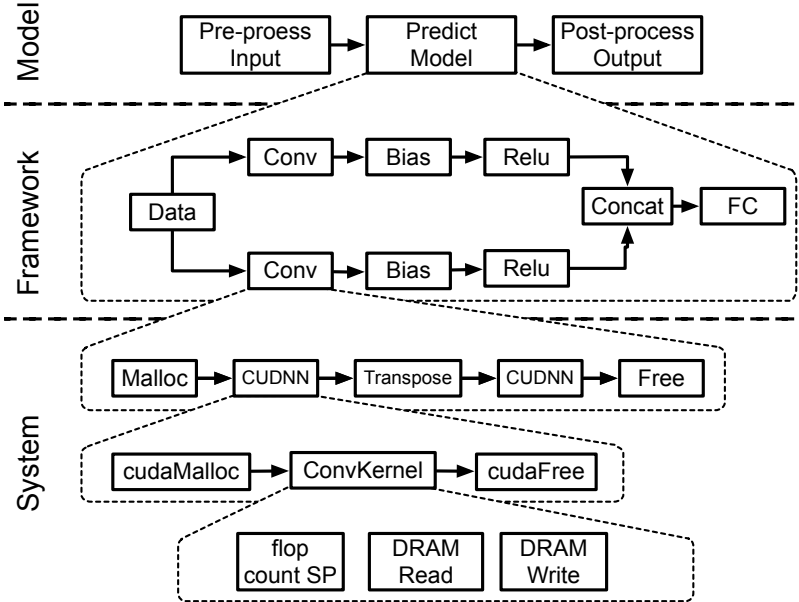 Model
Pre-proess
Input
Predict
Model
Post-process
Output
Framework
Conv
Bias
Relu
Data
Concat
FC
Conv
Bias
Relu
System
Malloc
CUDNN
Transpose
CUDNN
Free
cudaMalloc
ConvKernel
cudaFree
flop
count SP
DRAM
Read
DRAM
Write